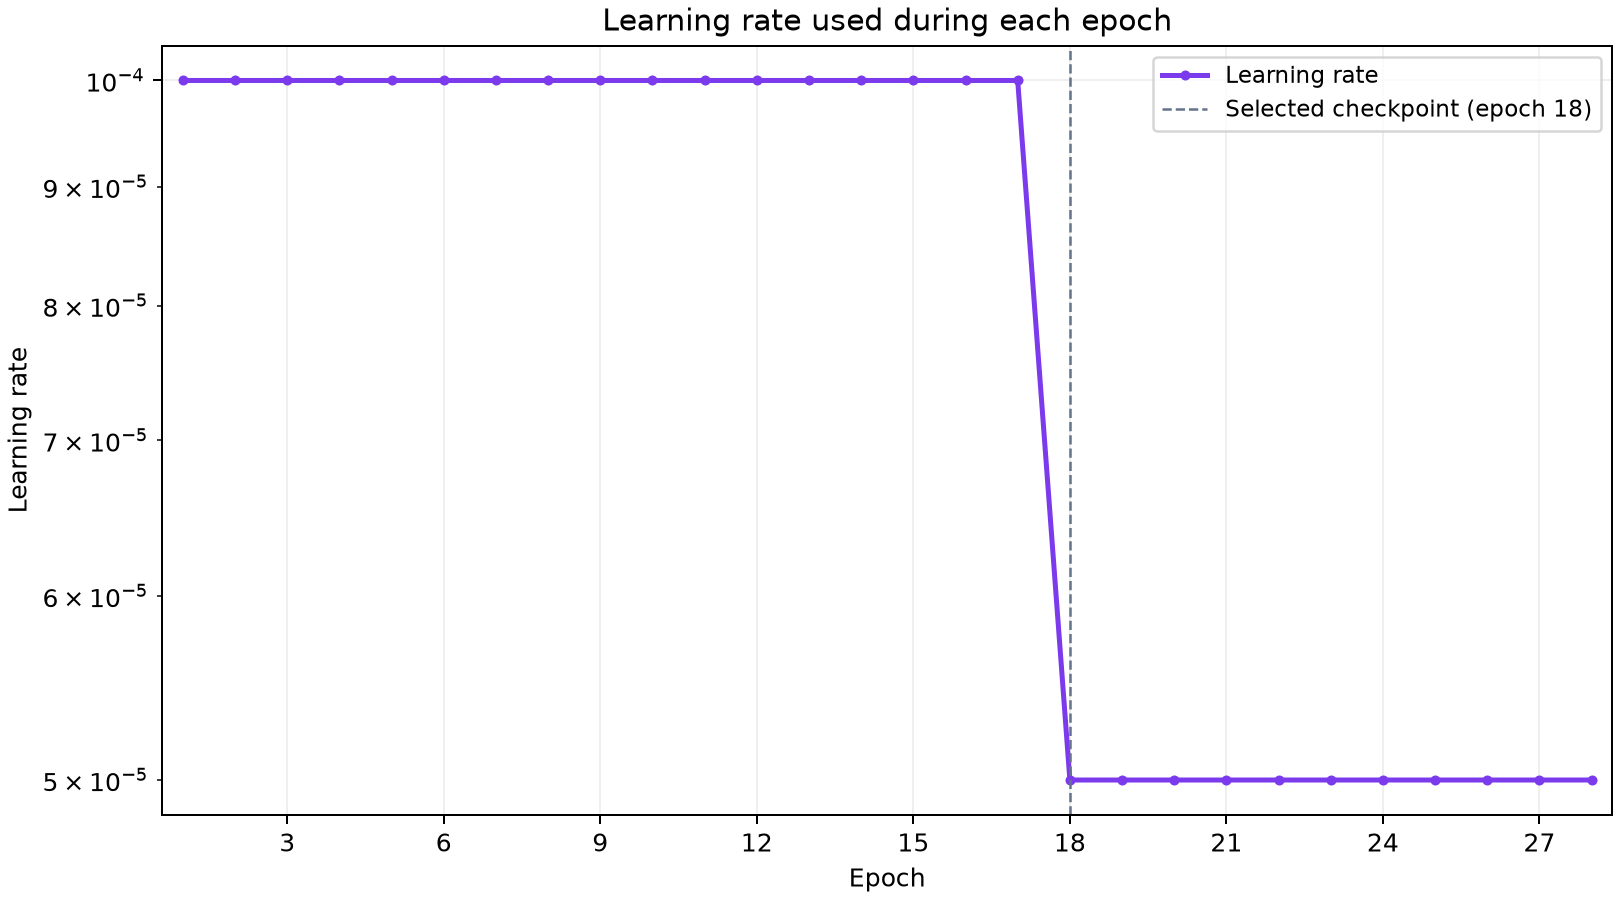 Learning rate used during each epoch
Learning rate
Selected checkpoint (epoch 18)
10⁻⁴
9 × 10⁻⁵
8 × 10⁻⁵
7 × 10⁻⁵
6 × 10⁻⁵
5 × 10⁻⁵
Learning rate
3 6 9 12 15 18 21 24 27
Epoch